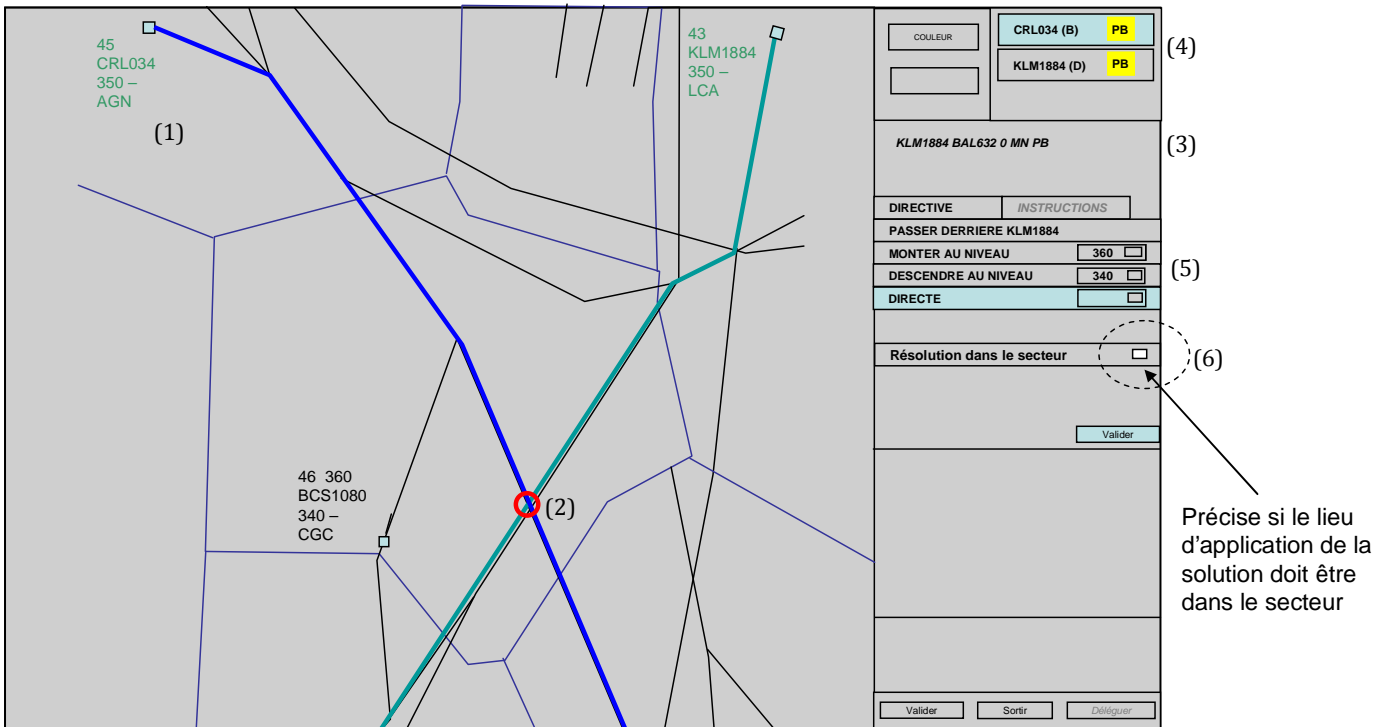 45
CRL034
350 –
AGN
(1)
43
KLM1884
350 –
LCA
46 360
BCS1080
340 –
CGC
(2)
COULEUR
CRL034 (B) PB
KLM1884 (D) PB
(4)
KLM1884 BAL632 0 MN PB
(3)
DIRECTIVE INSTRUCTIONS
PASSER DERRIERE KLM1884
MONTER AU NIVEAU 360
DESCENDRE AU NIVEAU 340
(5)
DIRECTE
Résolution dans le secteur
(6)
Valider
Précise si le lieu
d'application de la
solution doit être
dans le secteur
Valider Sortir Déléguer